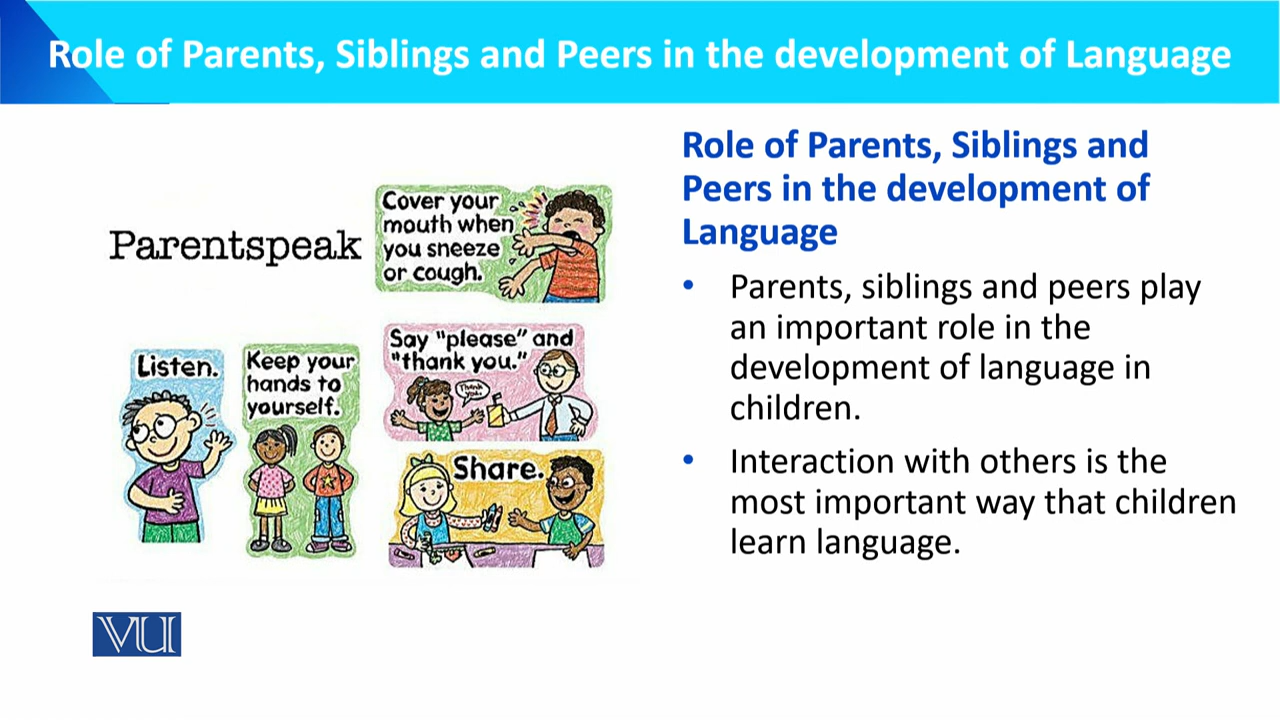 Role of Parents, Siblings and Peers in the development of Language
Parentspeak
Cover your
mouth when
you sneeze
or cough.
Listen.
Keep your
hands to
yourself.
Say "please" and
"thank you."
Thank you!
Share.
Role of Parents, Siblings and
Peers in the development of
Language
• Parents, siblings and peers play
an important role in the
development of language in
children.
• Interaction with others is the
most important way that children
learn language.
VU